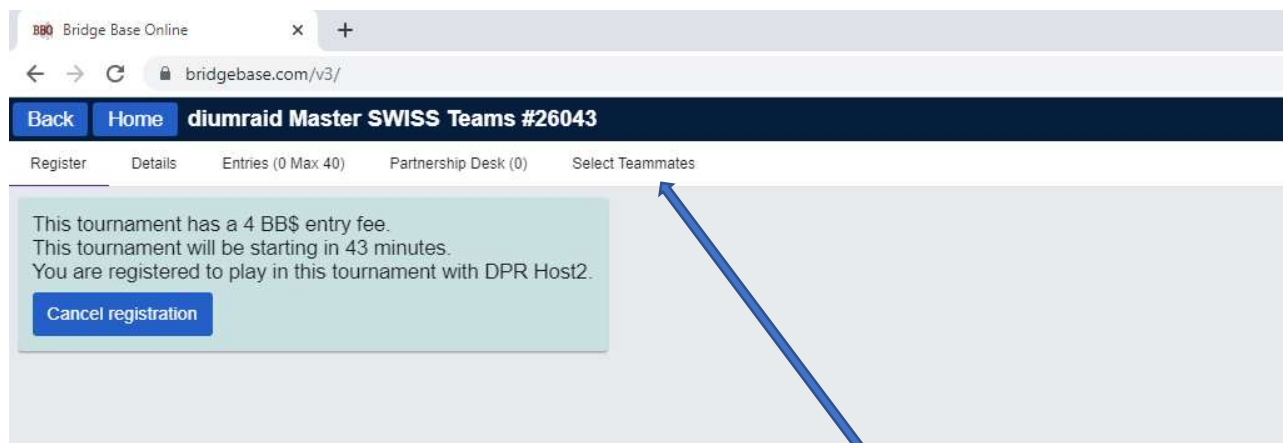 BBO Bridge Base Online × +
bridgebase.com/v3/
Back Home diumraid Master SWISS Teams #26043
Register Details Entries (0 Max 40) Partnership Desk (0) Select Teammates
This tournament has a 4 BB$ entry fee.
This tournament will be starting in 43 minutes.
You are registered to play in this tournament with DPR Host2.
Cancel registration